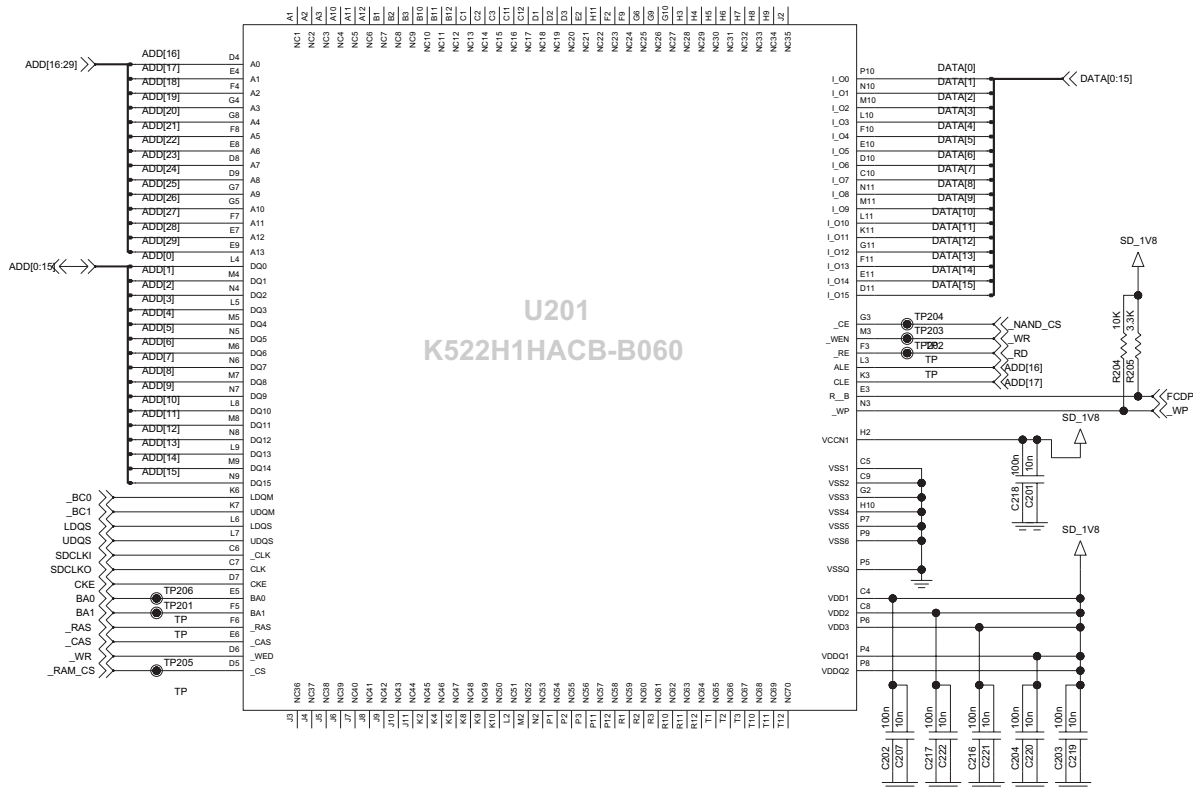 A1 A2 A3 A10 A11 A12 B1 B2 B3 B10 B11 B12 C1 C2 C3 C11 C12 D1 D2 D3 E2 H11 F2 F9 G6 G9 G10 H3 H4 H5 H6 H7 H8 H9 J2
NC1 NC2 NC3 NC4 NC5 NC6 NC7 NC8 NC9 NC10 NC11 NC12 NC13 NC14 NC15 NC16 NC17 NC18 NC19 NC20 NC21 NC22 NC23 NC24 NC25 NC26 NC27 NC28 NC29 NC30 NC31 NC32 NC33 NC34 NC35
ADD[16:29]
ADD[16] D4 A0
ADD[17] E4 A1
ADD[18] F4 A2
ADD[19] G4 A3
ADD[20] G8 A4
ADD[21] F8 A5
ADD[22] E8 A6
ADD[23] D8 A7
ADD[24] D9 A8
ADD[25] G7 A9
ADD[26] G5 A10
ADD[27] F7 A11
ADD[28] E7 A12
ADD[29] E9 A13
ADD[0:15]
ADD[0] L4 DQ0
ADD[1] M4 DQ1
ADD[2] N4 DQ2
ADD[3] L5 DQ3
ADD[4] M5 DQ4
ADD[5] N5 DQ5
ADD[6] M6 DQ6
ADD[7] N6 DQ7
ADD[8] M7 DQ8
ADD[9] N7 DQ9
ADD[10] L8 DQ10
ADD[11] M8 DQ11
ADD[12] N8 DQ12
ADD[13] L9 DQ13
ADD[14] M9 DQ14
ADD[15] N9 DQ15
_BC0 K6 LDQM
_BC1 K7 UDQM
LDQS L6 LDQS
UDQS L7 UDQS
SDCLKI C6 _CLK
SDCLKO C7 CLK
CKE D7 CKE
BA0 TP206 E5 BA0
BA1 TP201 F5 BA1
_RAS TP F6 _RAS
_CAS TP E6 _CAS
_WR D6 _WED
_RAM_CS TP205 D5 _CS
TP
U201
K522H1HACB-B060
I_O0 P10 DATA[0]
DATA[0:15]
I_O1 N10 DATA[1]
I_O2 M10 DATA[2]
I_O3 L10 DATA[3]
I_O4 F10 DATA[4]
I_O5 E10 DATA[5]
I_O6 D10 DATA[6]
I_O7 C10 DATA[7]
I_O8 N11 DATA[8]
I_O9 M11 DATA[9]
I_O10 L11 DATA[10]
I_O11 K11 DATA[11]
I_O12 G11 DATA[12]
I_O13 F11 DATA[13]
I_O14 E11 DATA[14]
I_O15 D11 DATA[15]
_CE G3 TP204 _NAND_CS
_WEN M3 TP203 _WR
_RE F3 _RD
ALE L3 TP ADD[16]
CLE K3 TP ADD[17]
R__B E3 FCDP
_WP N3 _WP
SD_1V8
10K 3.3K
R204 R205
VCCN1 H2
SD_1V8
100n 10n
C218 C201
VSS1 C5
VSS2 C9
VSS3 G2
VSS4 H10
VSS5 P7
VSS6 P9
VSSQ P5
SD_1V8
VDD1 C4
VDD2 C8
VDD3 P6
VDDQ1 P4
VDDQ2 P8
100n 10n 100n 10n 100n 10n 100n 10n 100n 10n
C202 C207 C217 C222 C216 C221 C204 C220 C203 C219
NC36 NC37 NC38 NC39 NC40 NC41 NC42 NC43 NC44 NC45 NC46 NC47 NC48 NC49 NC50 NC51 NC52 NC53 NC54 NC55 NC56 NC57 NC58 NC59 NC60 NC61 NC62 NC63 NC64 NC65 NC66 NC67 NC68 NC69 NC70
J3 J4 J5 J6 J7 J8 J9 J10 J11 K2 K4 K5 K8 K9 K10 L2 M2 N2 P1 P2 P3 P11 P12 R1 R2 R3 R10 R11 R12 T1 T2 T3 T10 T11 T12